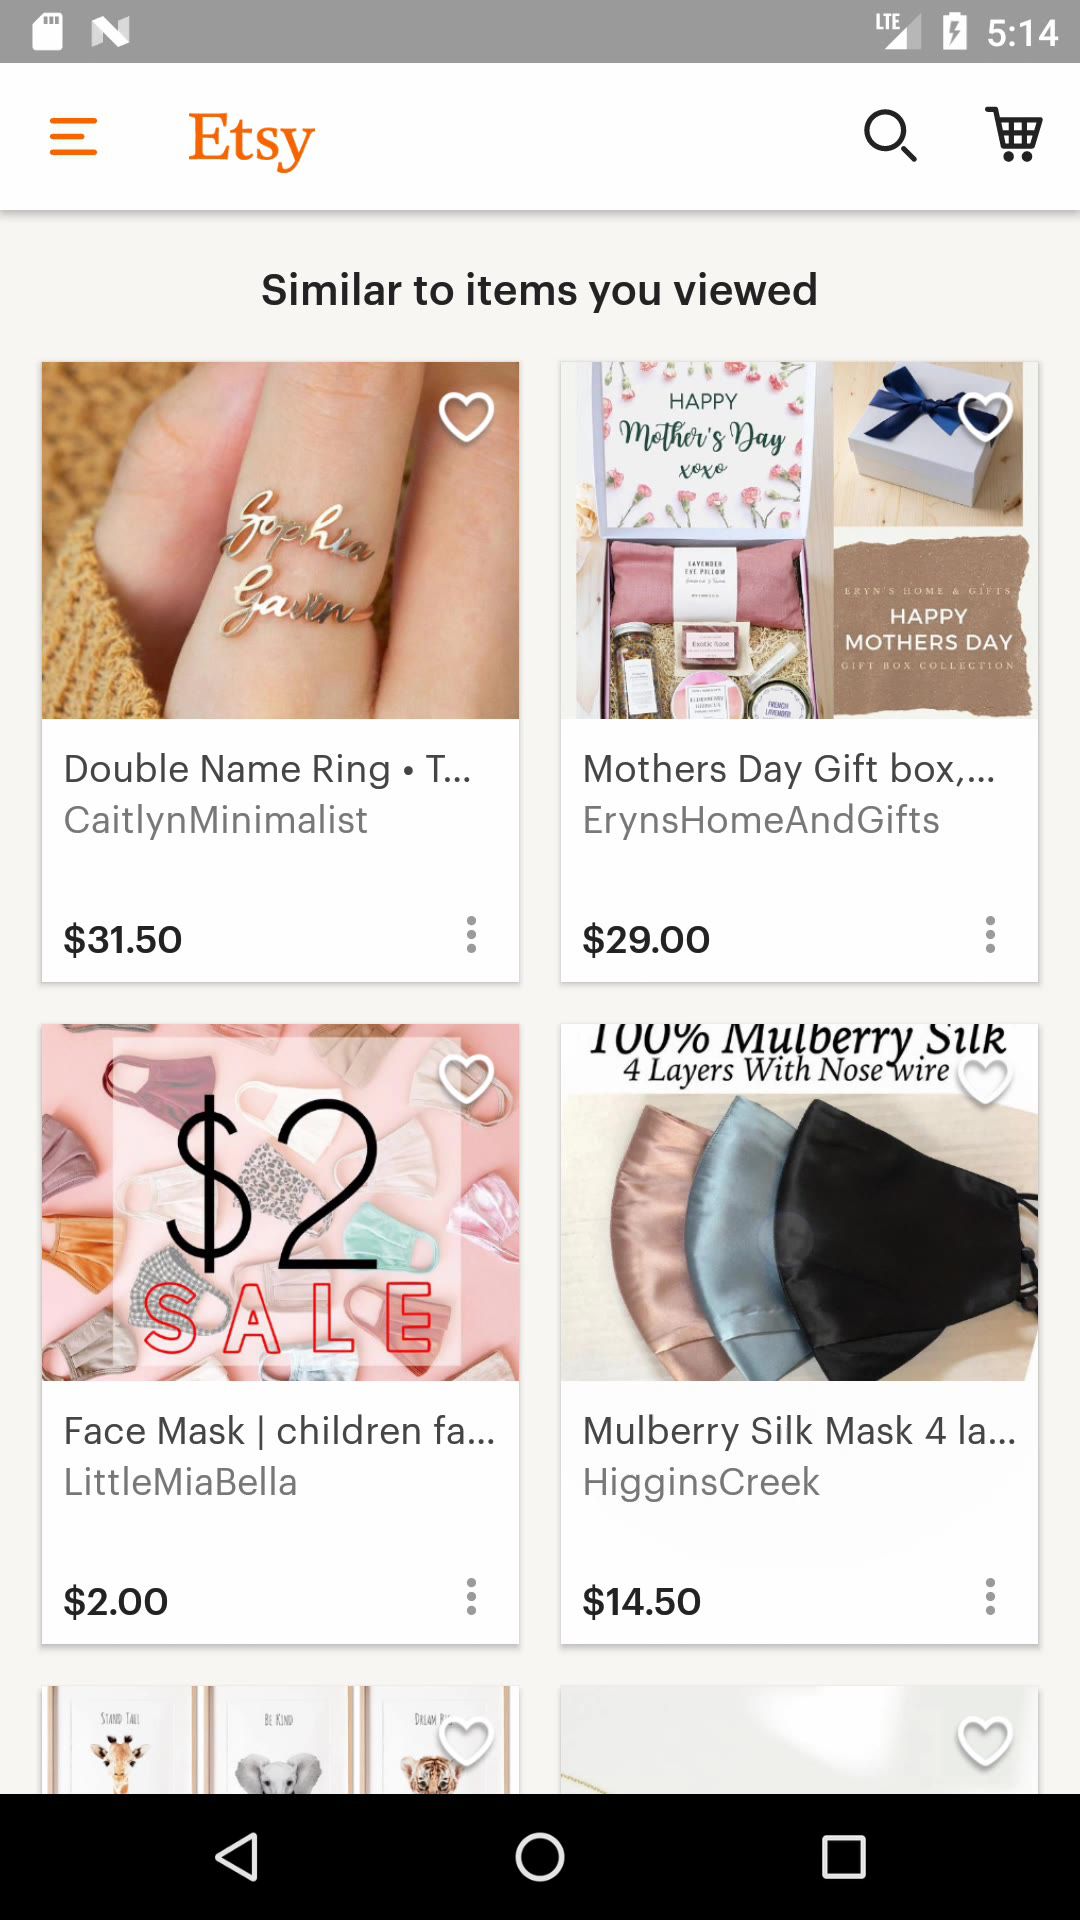 LTE
5:14
Etsy
Similar to items you viewed
Sophia
Gavin
HAPPY
Mother's Day
xoxo
LAVENDER
EYE PILLOW
Exotic Rose
FRENCH
LAVENDER
ERYN'S HOME & GIFTS
HAPPY
MOTHERS DAY
GIFT BOX COLLECTION
Double Name Ring • T...
CaitlynMinimalist
$31.50
Mothers Day Gift box,...
ErynsHomeAndGifts
$29.00
$2
SALE
100% Mulberry Silk
4 Layers With Nose wire
Face Mask | children fa...
LittleMiaBella
$2.00
Mulberry Silk Mask 4 la...
HigginsCreek
$14.50
STAND TALL
BE KIND
DREAM